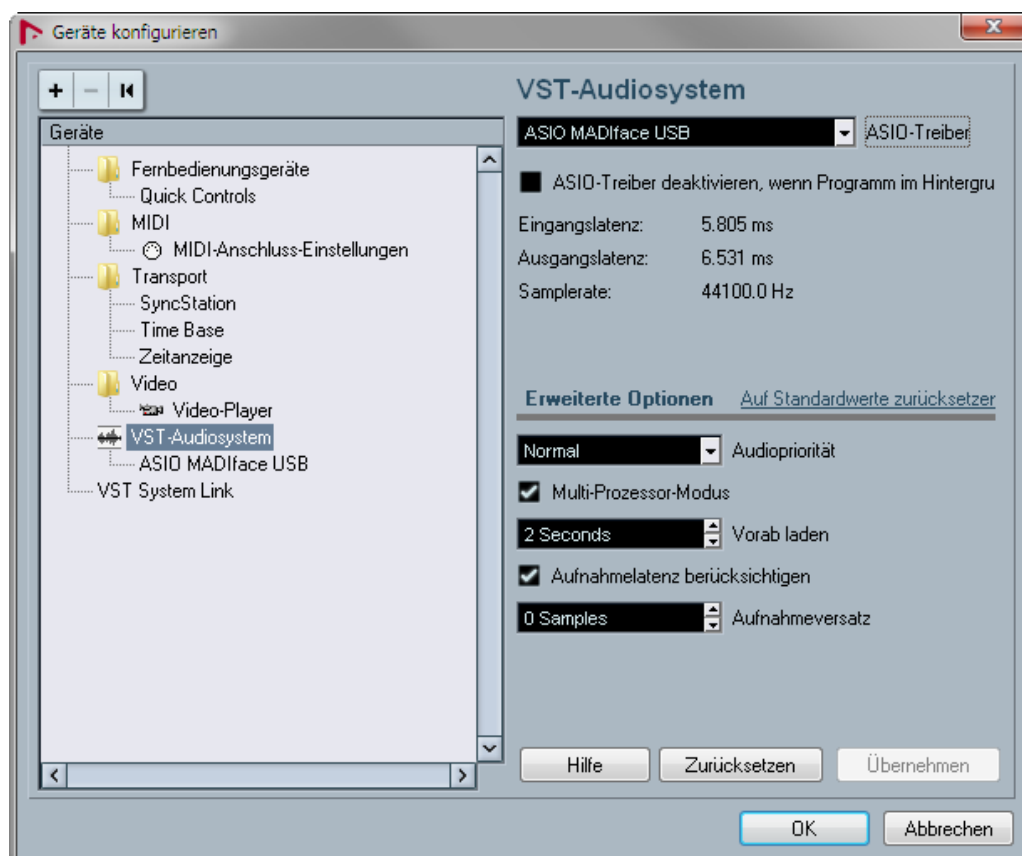 Geräte konfigurieren
Geräte
Fernbedienungsgeräte
Quick Controls
MIDI
MIDI-Anschluss-Einstellungen
Transport
SyncStation
Time Base
Zeitanzeige
Video
Video-Player
VST-Audiosystem
ASIO MADIface USB
VST System Link
VST-Audiosystem
ASIO MADIface USB ASIO-Treiber
ASIO-Treiber deaktivieren, wenn Programm im Hintergru
Eingangslatenz: 5.805 ms
Ausgangslatenz: 6.531 ms
Samplerate: 44100.0 Hz
Erweiterte Optionen Auf Standardwerte zurücksetzer
Normal Audiopriorität
Multi-Prozessor-Modus
2 Seconds Vorab laden
Aufnahmelatenz berücksichtigen
0 Samples Aufnahmeversatz
Hilfe Zurücksetzen Übernehmen
OK Abbrechen